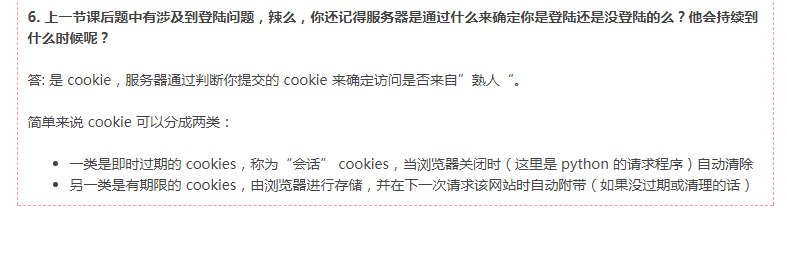 6. 上一节课后题中有涉及到登陆问题，辣么，你还记得服务器是通过什么来确定你是登陆还是没登陆的么？他会持续到
什么时候呢？
答: 是 cookie，服务器通过判断你提交的 cookie 来确定访问是否来自”熟人“。
简单来说 cookie 可以分成两类：
• 一类是即时过期的 cookies，称为“会话” cookies，当浏览器关闭时（这里是 python 的请求程序）自动清除
• 另一类是有期限的 cookies，由浏览器进行存储，并在下一次请求该网站时自动附带（如果没过期或清理的话）